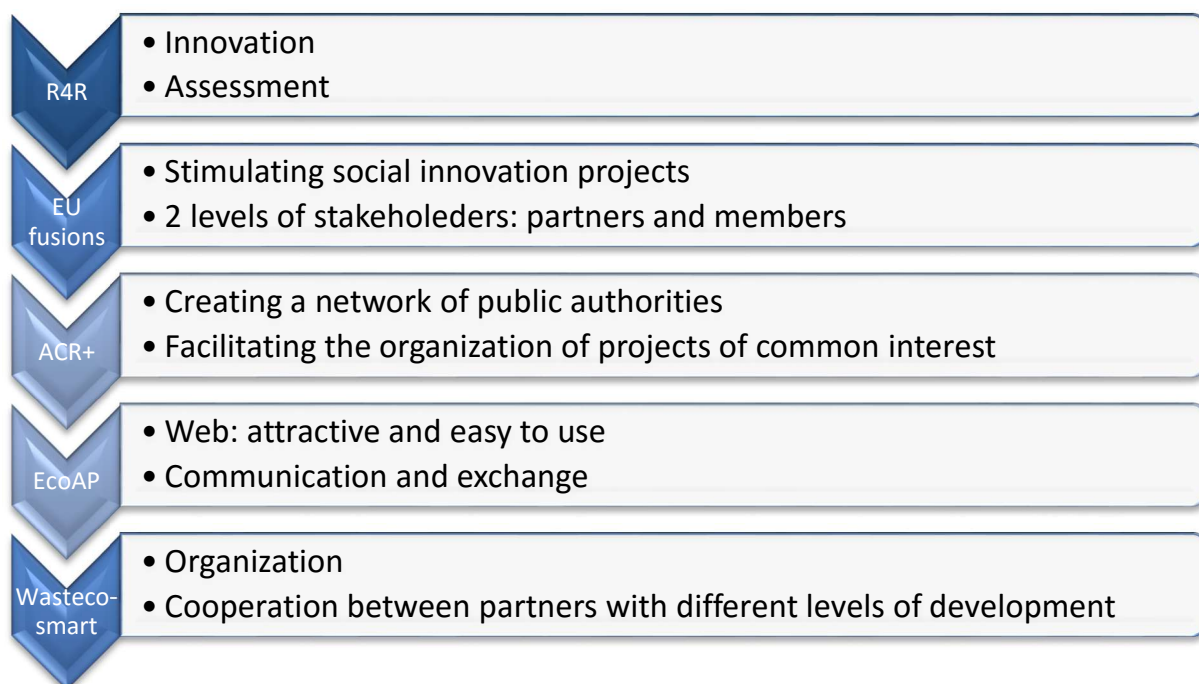 R4R
• Innovation
• Assessment
EU
fusions
• Stimulating social innovation projects
• 2 levels of stakeholeders: partners and members
ACR+
• Creating a network of public authorities
• Facilitating the organization of projects of common interest
EcoAP
• Web: attractive and easy to use
• Communication and exchange
Wasteco-
smart
• Organization
• Cooperation between partners with different levels of development